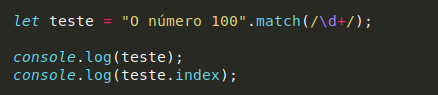 let teste = "O número 100".match(/\d+/);
console.log(teste);
console.log(teste.index);